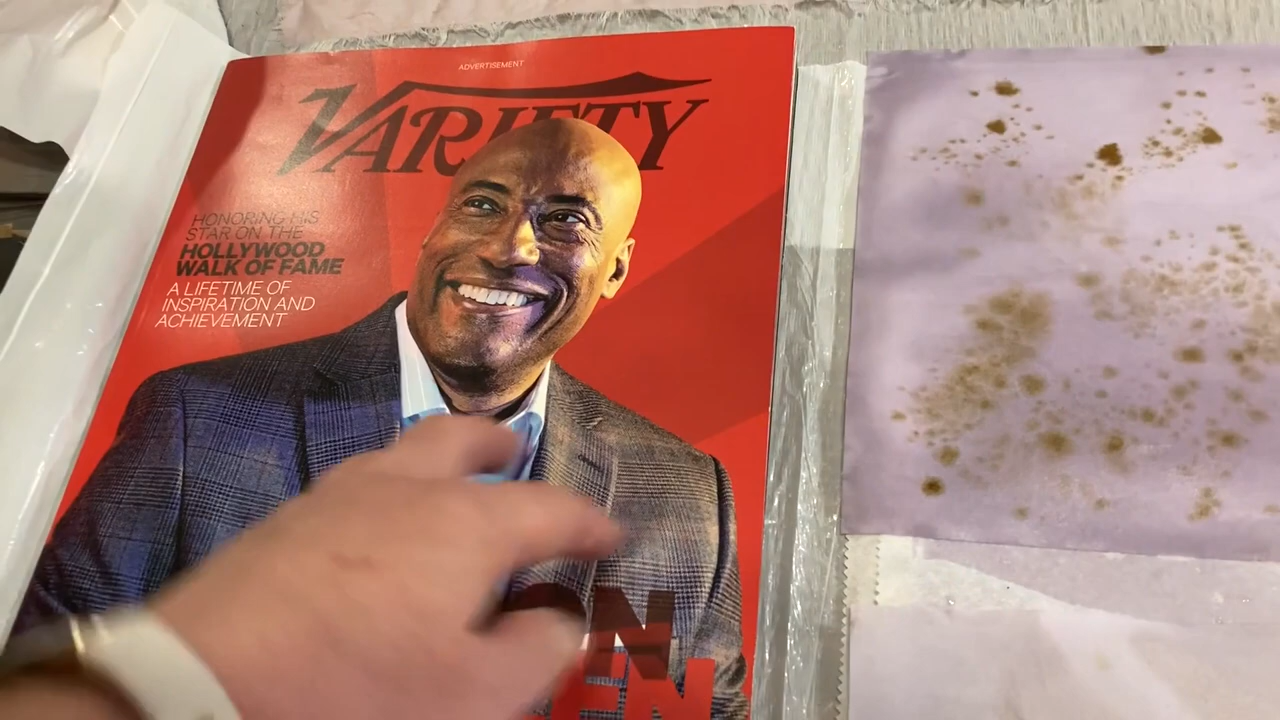 ADVERTISEMENT
VARIETY
HONORING HIS
STAR ON THE
HOLLYWOOD
WALK OF FAME
A LIFETIME OF
INSPIRATION AND
ACHIEVEMENT